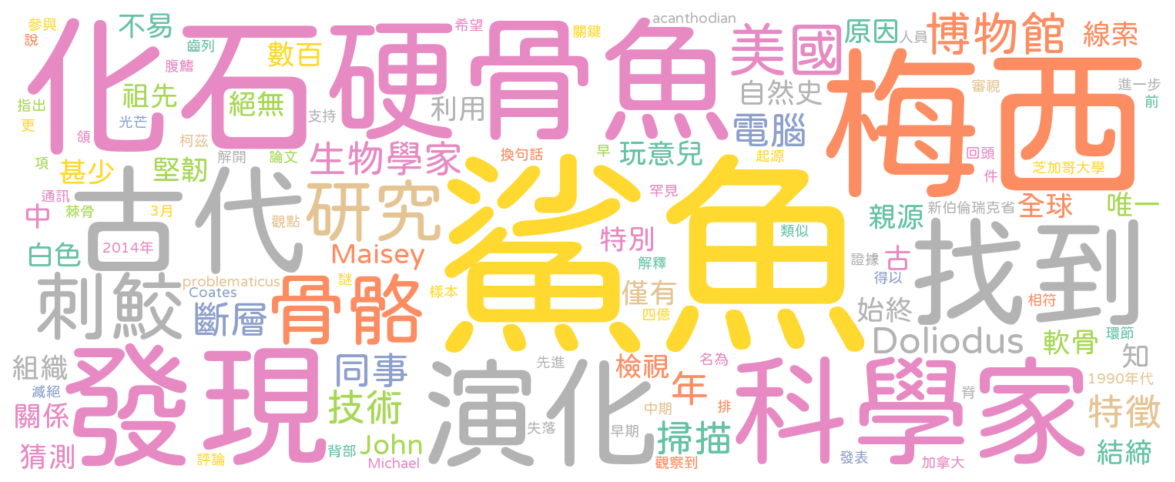 參與
說
化石
不易
齒列
數百
硬骨魚
希望
關鍵
acanthodian
美國
原因
人員
博物館
線索
腹鰭
指出
更
祖先
絕無
光芒
支持
利用
自然史
梅西
審視
進一步
前
頜
柯茲
電腦
項
甚少
堅韌
論文
解開
生物學家
換句話
早
玩意兒
起源
回頭
件
芝加哥大學
通訊
棘骨
3月
古代
研究
觀點
鯊魚
罕見
類似
親源
新伯倫瑞克省
全球
唯一
中
白色
2014年
Maisey
特別
解釋
證據
古
得以
找到
刺鮫
problematicus
Coates
謎
骨骼
斷層
樣本
僅有
四億
始終
相符
環節
Doliodus
軟骨
知
組織
滅絕
關係
猜測
發現
同事
技術
背部
John
Michael
評論
演化
先進
失落
早期
中期
檢視
名為
年
排
掃描
觀察到
科學家
發表
脊
加拿大
1990年代
特徵
結締